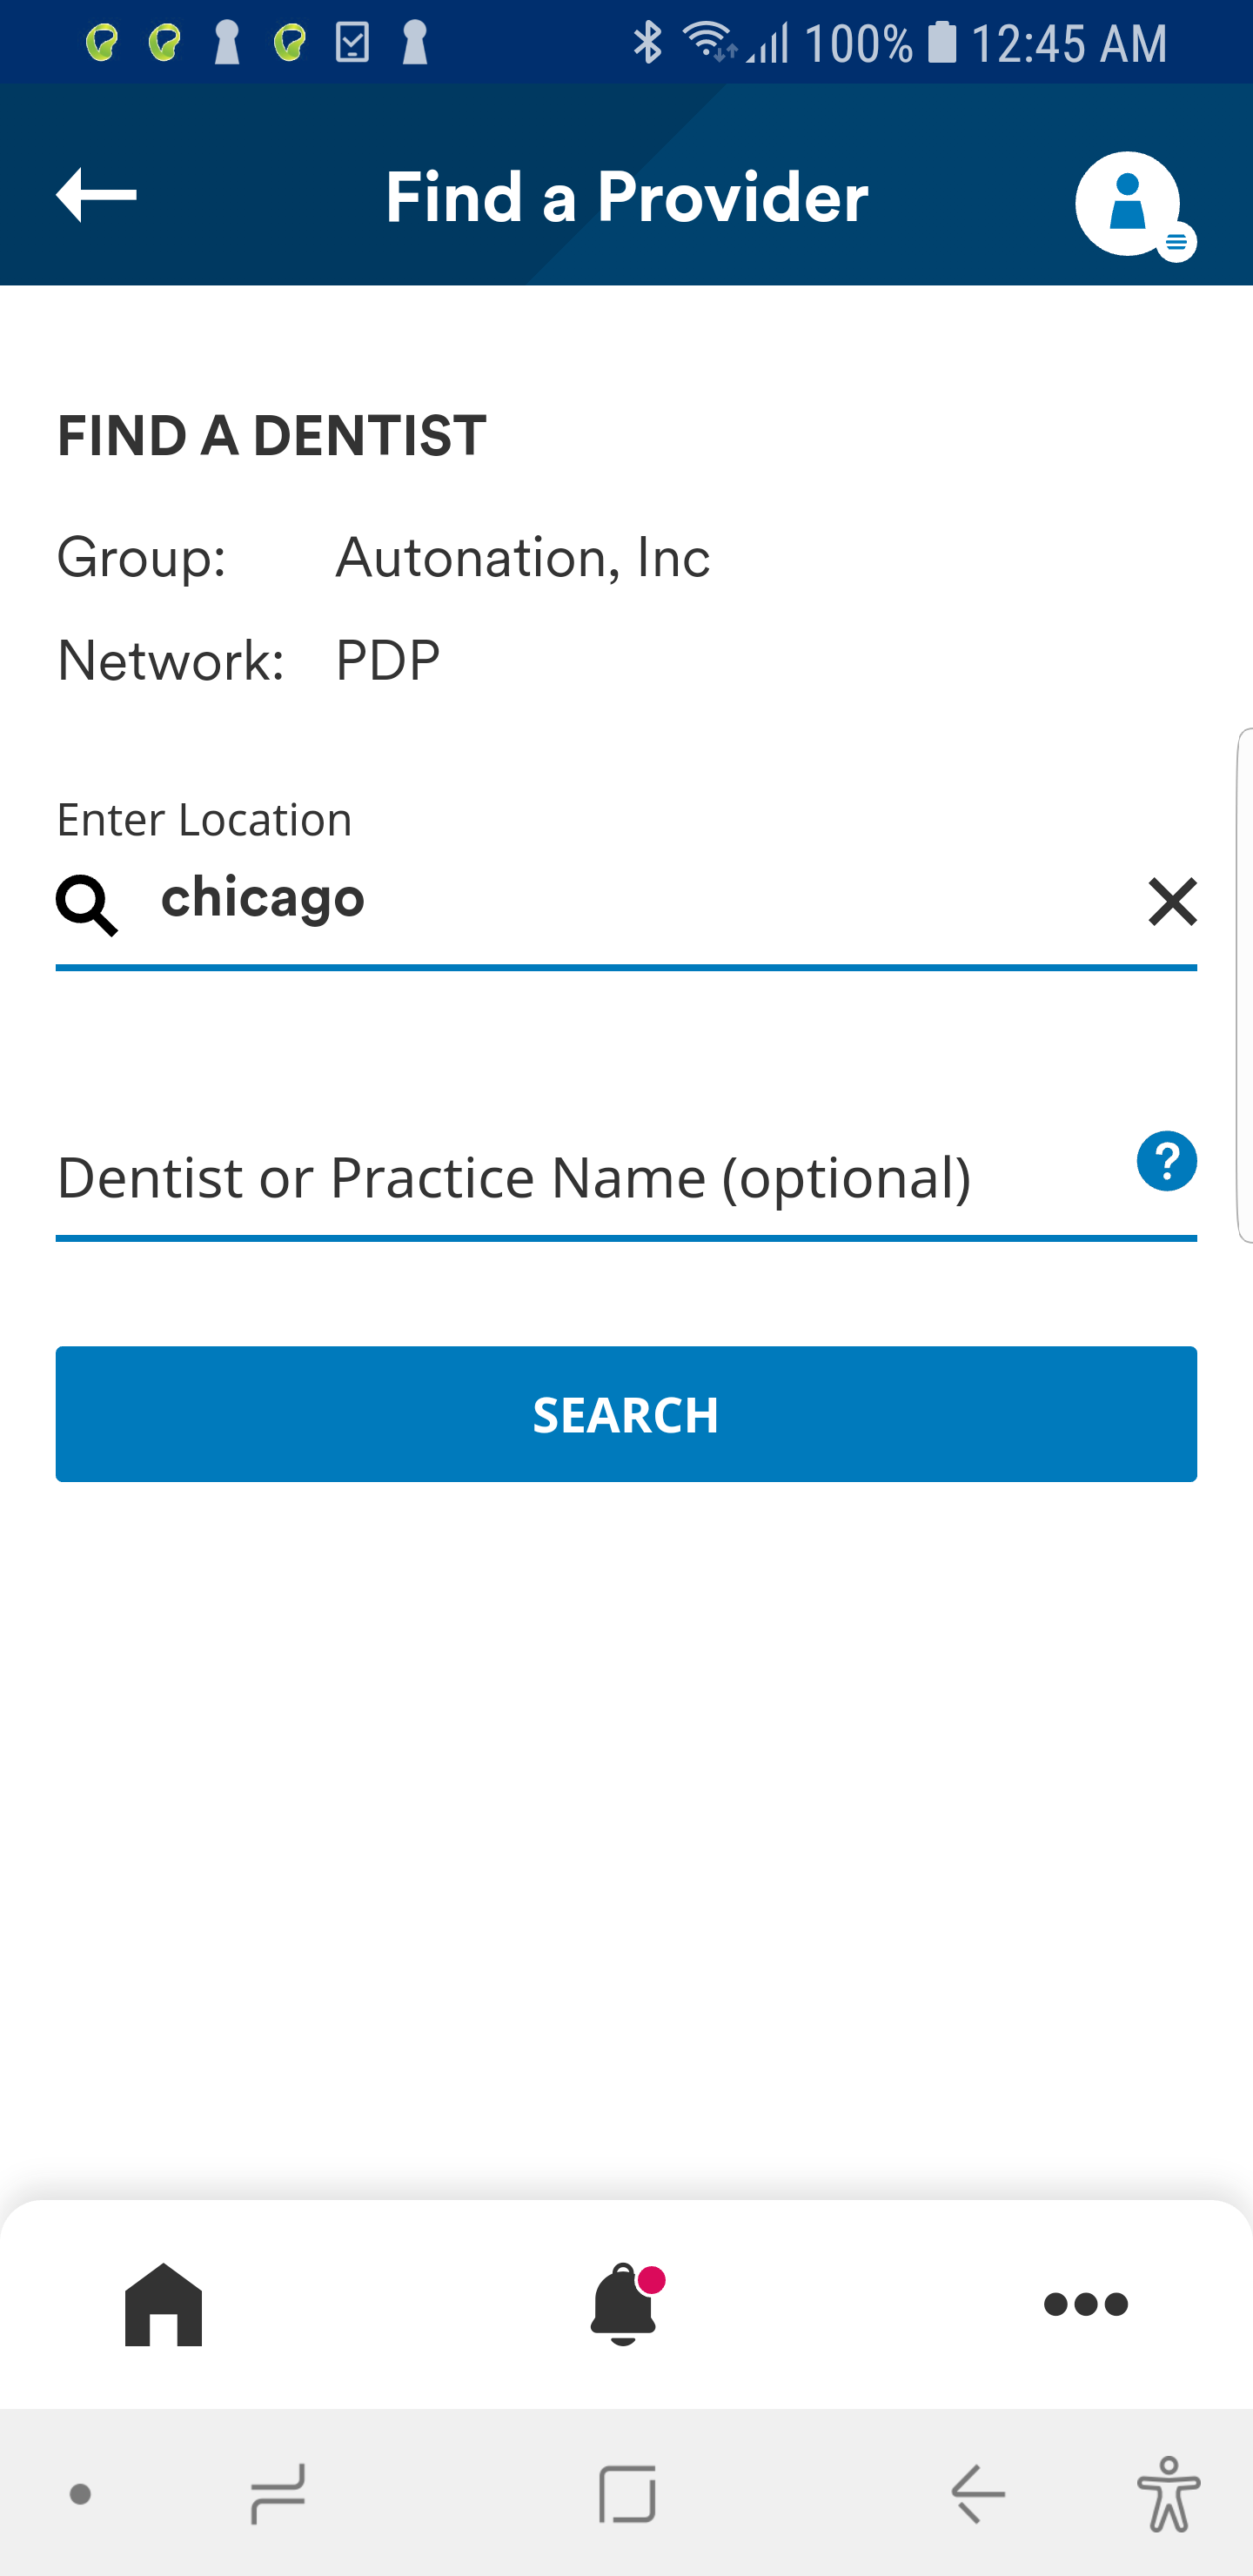 100% 12:45 AM
Find a Provider
FIND A DENTIST
Group: Autonation, Inc
Network: PDP
Enter Location
chicago
Dentist or Practice Name (optional)
?
SEARCH